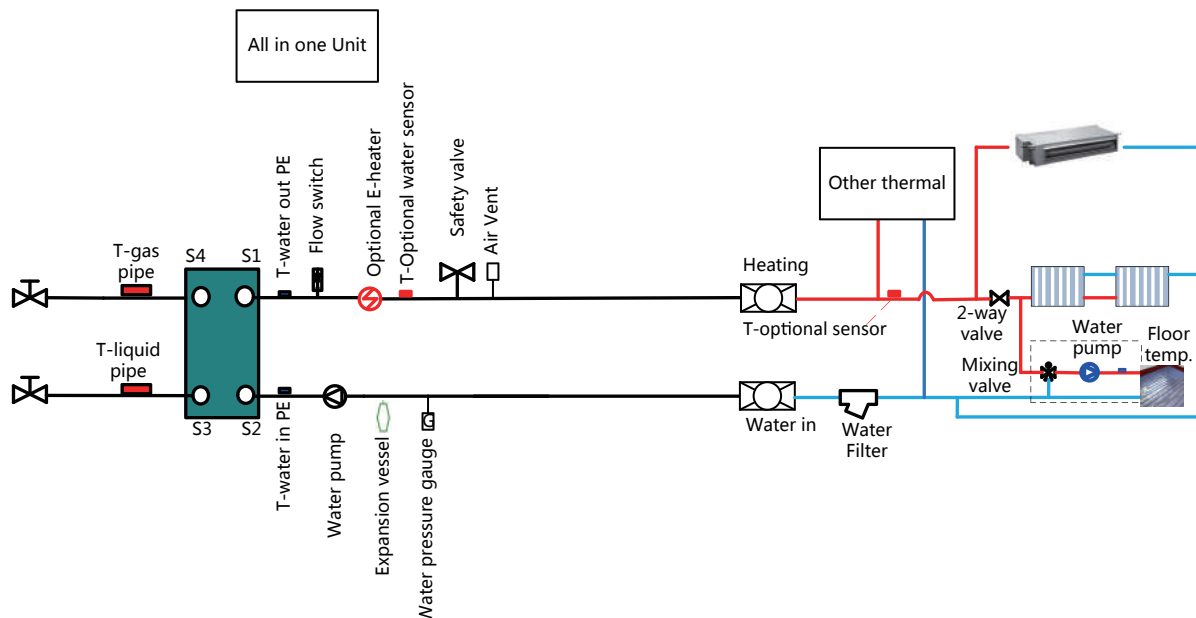 All in one Unit
T-gas
pipe
S4
S1
T-water out PE
Flow switch
Optional E-heater
T-Optional water sensor
Safety valve
Air Vent
Heating
Other thermal
T-optional sensor
2-way
valve
Water
pump
Floor
temp.
Mixing
valve
T-liquid
pipe
S3
S2
T-water in PE
Water pump
Expansion vessel
Water pressure gauge
G
Water in
Water
Filter